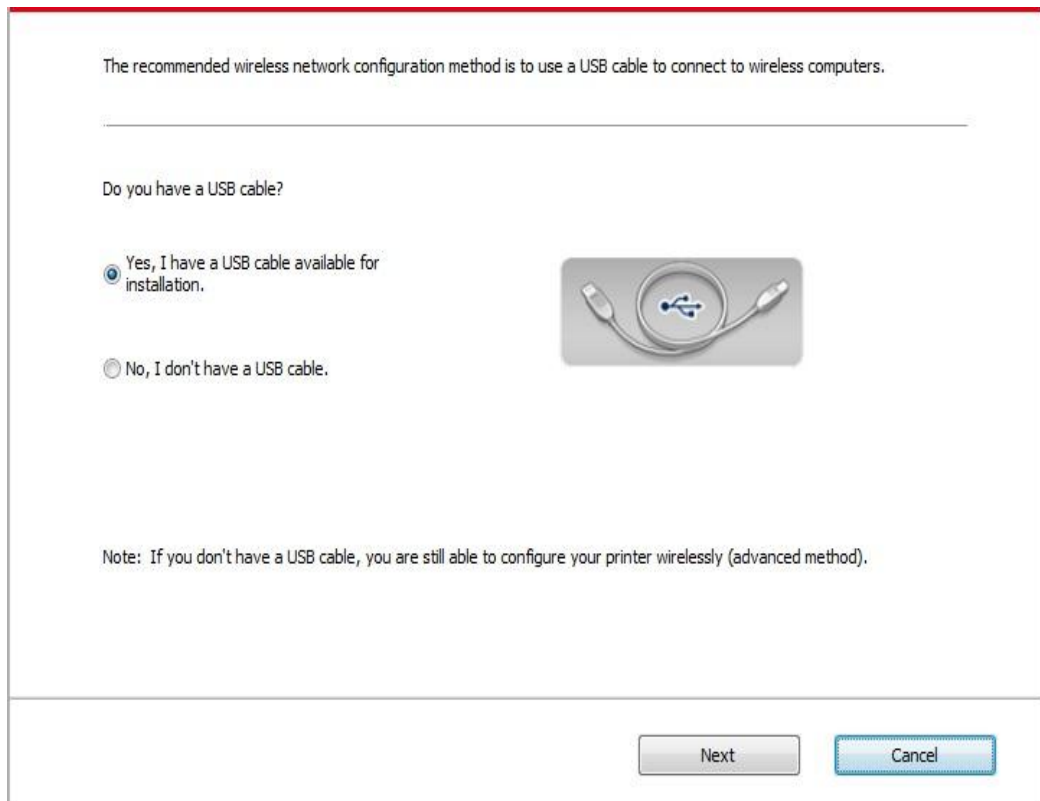 The recommended wireless network configuration method is to use a USB cable to connect to wireless computers.
Do you have a USB cable?
Yes, I have a USB cable available for
installation.
No, I don't have a USB cable.
Note:  If you don't have a USB cable, you are still able to configure your printer wirelessly (advanced method).
Next
Cancel